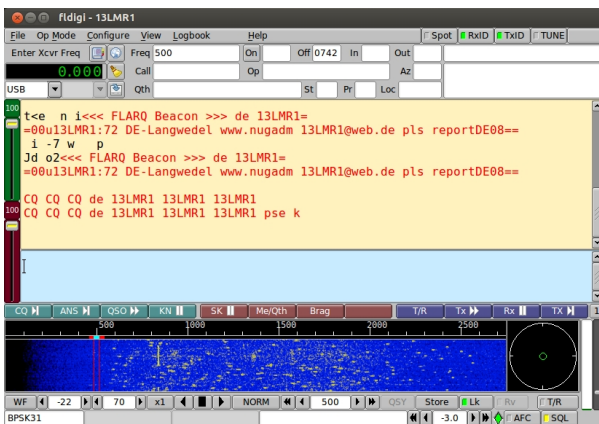 fldigi - 13LMR1
File Op Mode Configure View Logbook Help Spot RxID TxID TUNE
Enter Xcvr Freq Freq 500 On Off 0742 In Out
0.000 Call Op Az
USB Qth St Pr Loc
100
t<e n i<<< FLARQ Beacon >>> de 13LMR1=
=00u13LMR1:72 DE-Langwedel www.nugadm 13LMR1@web.de pls reportDE08==
i -7 w p
Jd o2<<< FLARQ Beacon >>> de 13LMR1=
=00u13LMR1:72 DE-Langwedel www.nugadm 13LMR1@web.de pls reportDE08==
CQ CQ CQ de 13LMR1 13LMR1 13LMR1
100
CQ CQ CQ de 13LMR1 13LMR1 13LMR1 pse k
CQ ANS QSO KN SK Me/Qth Brag T/R Tx Rx TX 1
500 1000 1500 2000 2500
WF -22 70 x1 NORM 500 QSY Store Lk Rv T/R
BPSK31 -3.0 AFC SQL